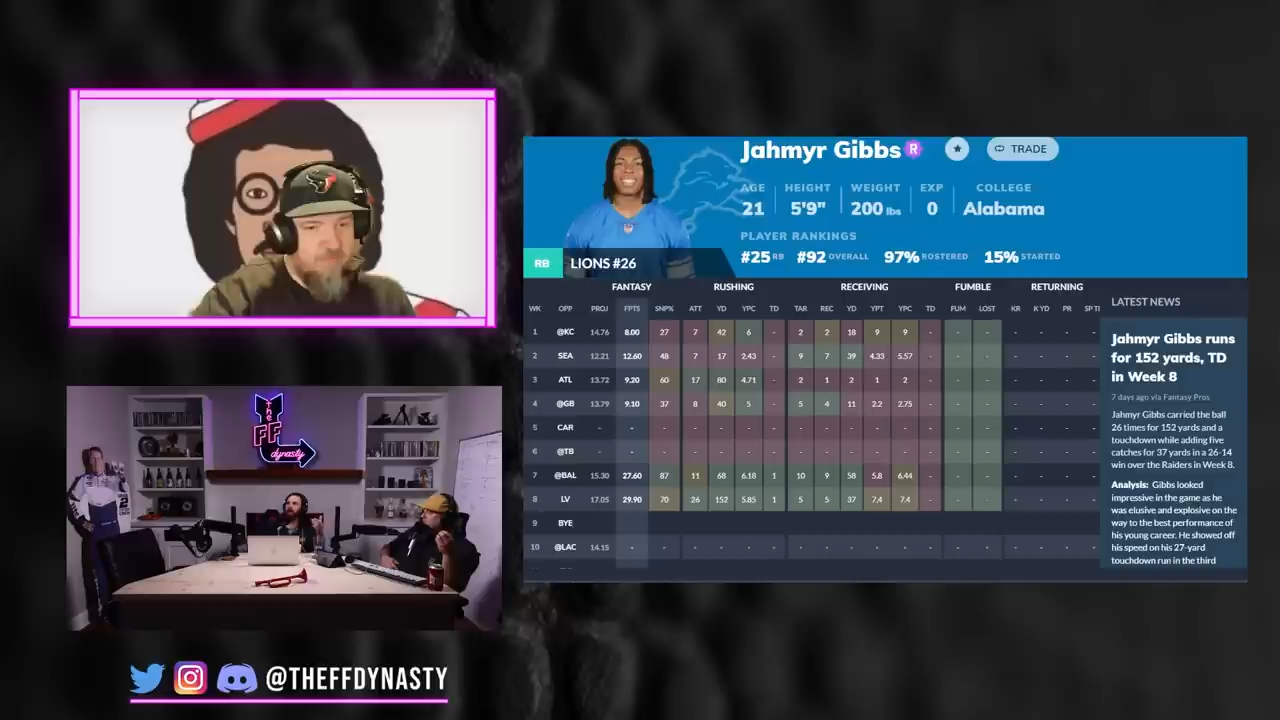 The
FF
dynasty
@THEFFDYNASTY
Jahmyr Gibbs R
TRADE
AGE HEIGHT WEIGHT EXP COLLEGE
21 5'9" 200 lbs 0 Alabama
PLAYER RANKINGS
#25 RB #92 OVERALL 97% ROSTERED 15% STARTED
RB LIONS #26
FANTASY RUSHING RECEIVING FUMBLE RETURNING
WK OPP PROJ FPTS SNP% ATT YD YPC TD TAR REC YD YPT YPC TD FUM LOST KR K YD PR SP TD
1 @KC 14.76 8.00 27 7 42 6 - 2 2 18 9 9 - - - - - - -
2 SEA 12.21 12.60 48 7 17 2.43 - 9 7 39 4.33 5.57 - - - - - - -
3 ATL 13.72 9.20 60 17 80 4.71 - 2 1 2 1 2 - - - - - - -
4 @GB 13.79 9.10 37 8 40 5 - 5 4 11 2.2 2.75 - - - - - - -
5 CAR - - - - - - - - - - - - - - - - - - -
6 @TB - - - - - - - - - - - - - - - - - - -
7 @BAL 15.30 27.60 87 11 68 6.18 1 10 9 58 5.8 6.44 - - - - - - -
8 LV 17.05 29.90 70 26 152 5.85 1 5 5 37 7.4 7.4 - - - - - - -
9 BYE
10 @LAC 14.15 - - - - - - - - - - - - - - - - - -
LATEST NEWS
Jahmyr Gibbs runs
for 152 yards, TD
in Week 8
7 days ago via Fantasy Pros
Jahmyr Gibbs carried the ball
26 times for 152 yards and a
touchdown while adding five
catches for 37 yards in a 26-14
win over the Raiders in Week 8.
Analysis: Gibbs looked
impressive in the game as he
was elusive and explosive on the
way to the best performance of
his young career. He showed off
his speed on his 27-yard
touchdown run in the third